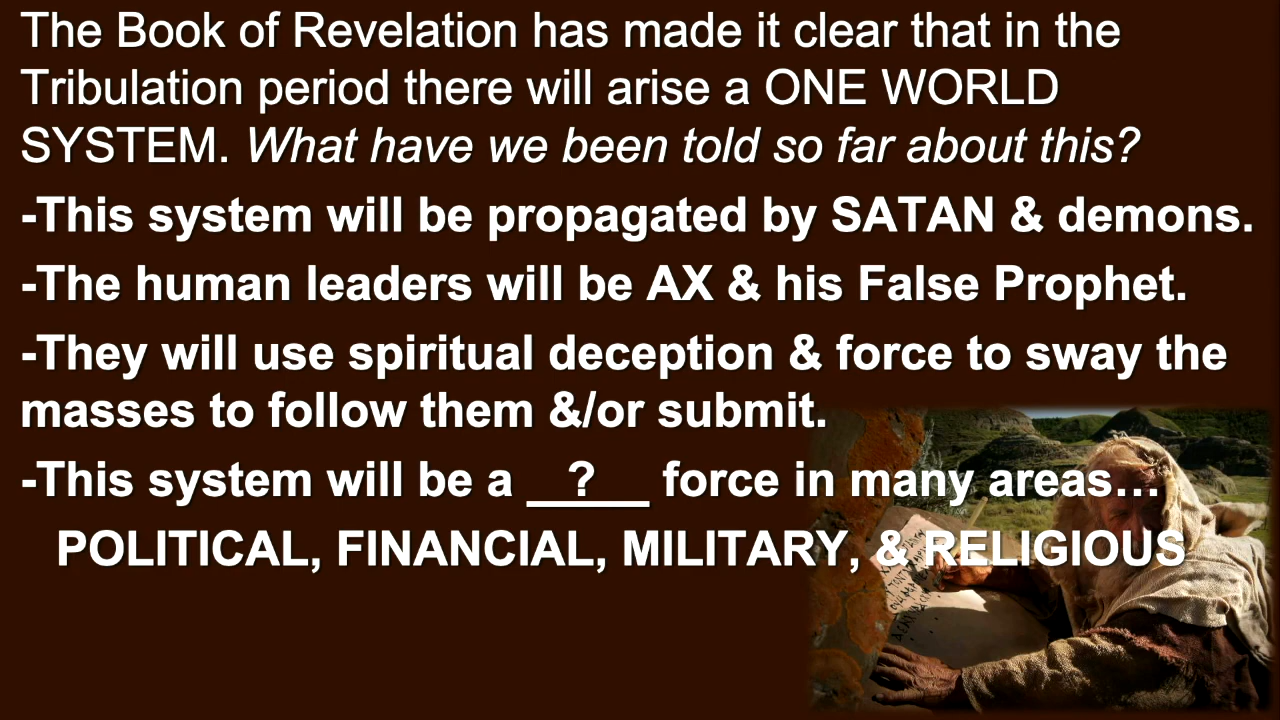 The Book of Revelation has made it clear that in the
Tribulation period there will arise a ONE WORLD
SYSTEM. What have we been told so far about this?
-This system will be propagated by SATAN & demons.
-The human leaders will be AX & his False Prophet.
-They will use spiritual deception & force to sway the
masses to follow them &/or submit.
-This system will be a __?__ force in many areas…
POLITICAL, FINANCIAL, MILITARY, & RELIGIOUS